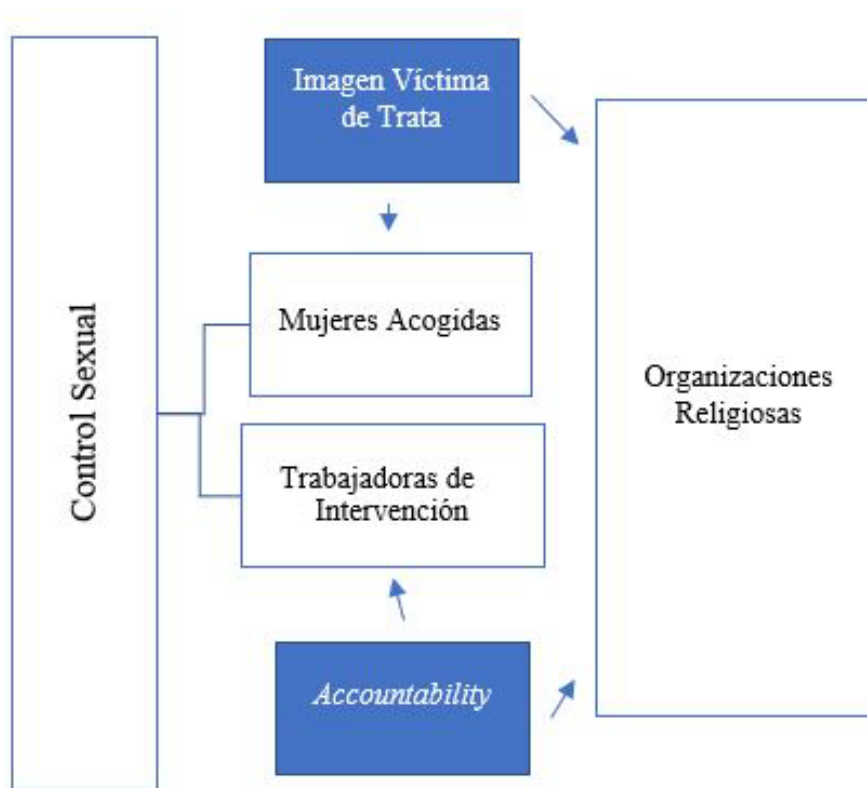 Control Sexual
Imagen Víctima
de Trata
Mujeres Acogidas
Trabajadoras de
Intervención
Accountability
Organizaciones
Religiosas